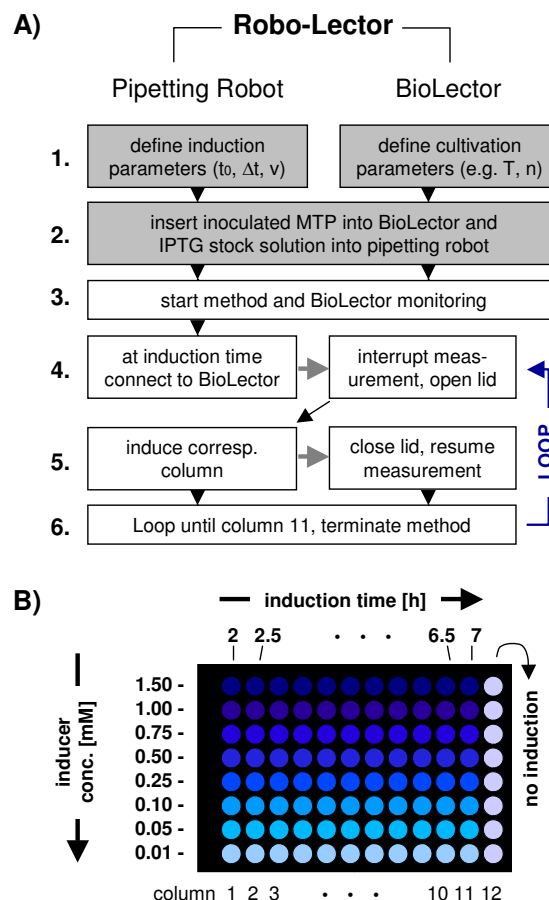 A)
Robo-Lector
Pipetting Robot
BioLector
1.
define induction
parameters (t0, Δt, v)
define cultivation
parameters (e.g. T, n)
2.
insert inoculated MTP into BioLector and
IPTG stock solution into pipetting robot
3.
start method and BioLector monitoring
4.
at induction time
connect to BioLector
interrupt meas-
urement, open lid
5.
induce corresp.
column
close lid, resume
measurement
LOOP
6.
Loop until column 11, terminate method
B)
induction time [h]
2 2.5 · · · 6.5 7
inducer
conc. [mM]
1.50 -
1.00 -
0.75 -
0.50 -
0.25 -
0.10 -
0.05 -
0.01 -
no induction
column 1 2 3 · · · 10 11 12